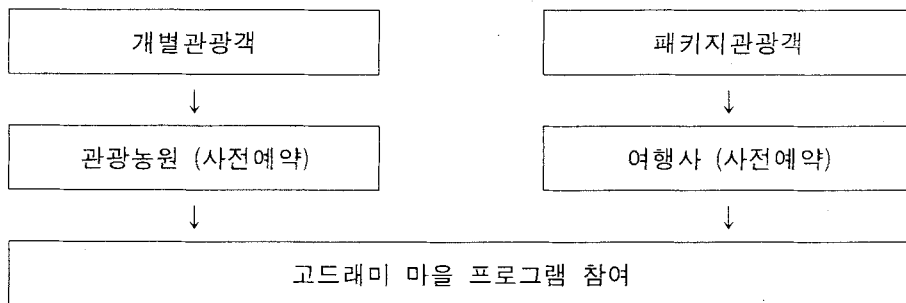 개별관광객 패키지관광객
↓ ↓
관광농원 (사전예약) 여행사 (사전예약)
↓ ↓
고드래미 마을 프로그램 참여